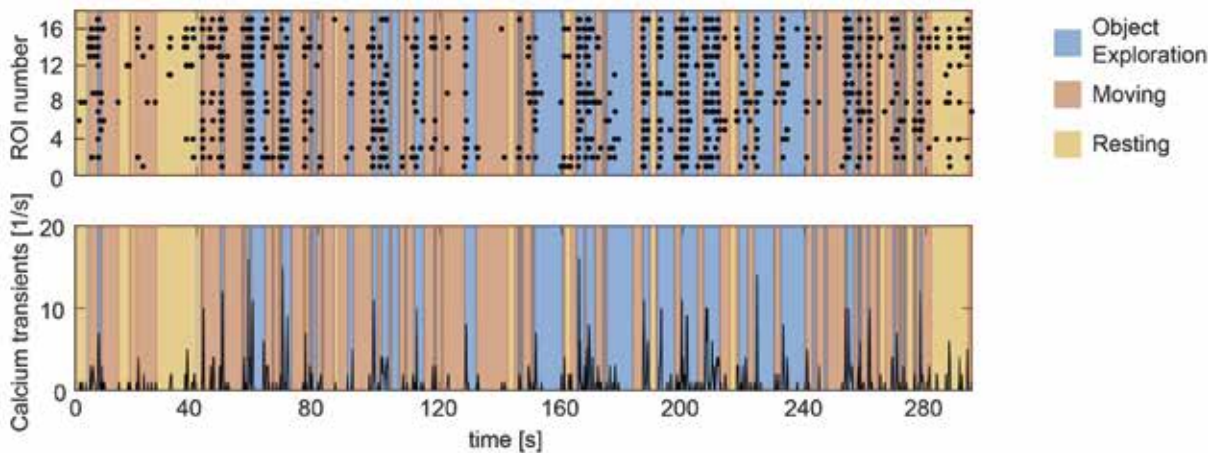 16
12
8
4
0
ROI number
Object
Exploration
Moving
Resting
20
10
0
Calcium transients [1/s]
0 40 80 120 160 200 240 280
time [s]